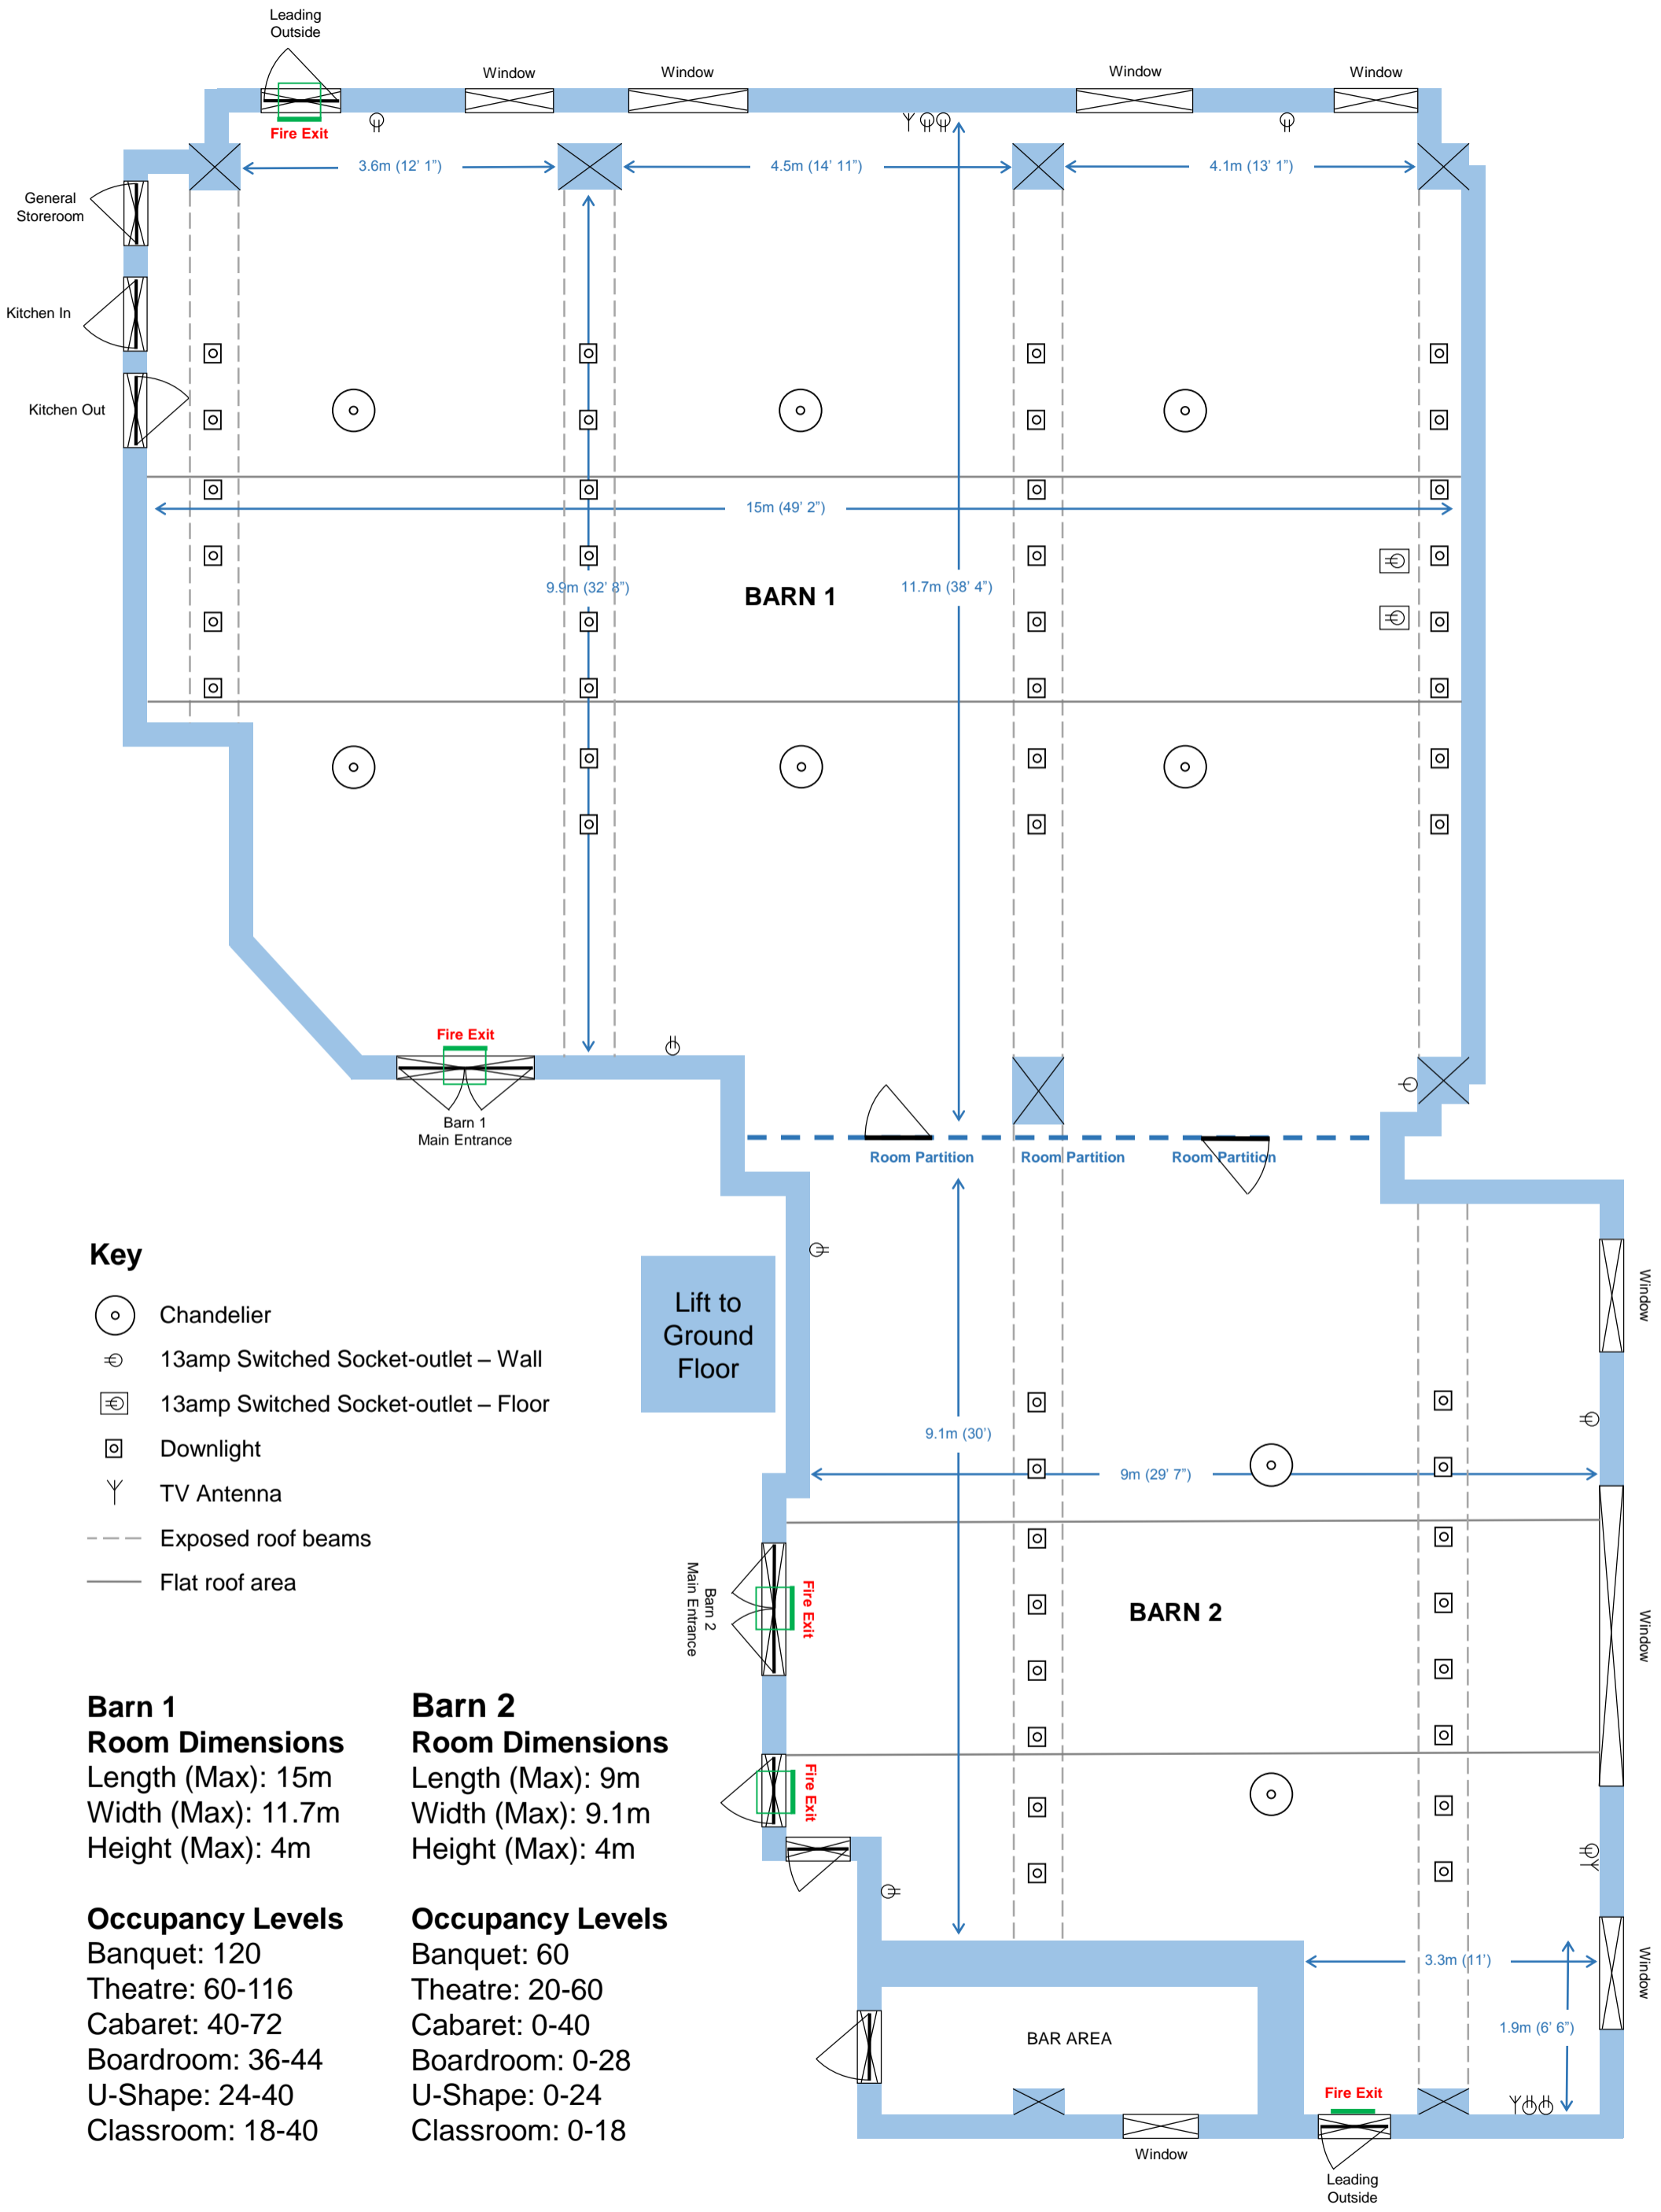 Leading
Outside
Window
Window
Window
Window
Fire Exit
3.6m (12’ 1”)
4.5m (14’ 11”)
4.1m (13’ 1”)
General
Storeroom
Kitchen In
Kitchen Out
15m (49’ 2”)
9.9m (32’ 8”)
BARN 1
11.7m (38’ 4”)
Fire Exit
Barn 1
Main Entrance
Room Partition
Room Partition
Room Partition
Key
Chandelier
13amp Switched Socket-outlet – Wall
13amp Switched Socket-outlet – Floor
Downlight
TV Antenna
Exposed roof beams
Flat roof area
Lift to
Ground
Floor
Window
9.1m (30’)
9m (29’ 7”)
Barn 2
Main Entrance
Fire Exit
BARN 2
Window
Fire Exit
Barn 1
Room Dimensions
Length (Max): 15m
Width (Max): 11.7m
Height (Max): 4m
Occupancy Levels
Banquet: 120
Theatre: 60-116
Cabaret: 40-72
Boardroom: 36-44
U-Shape: 24-40
Classroom: 18-40
Barn 2
Room Dimensions
Length (Max): 9m
Width (Max): 9.1m
Height (Max): 4m
Occupancy Levels
Banquet: 60
Theatre: 20-60
Cabaret: 0-40
Boardroom: 0-28
U-Shape: 0-24
Classroom: 0-18
3.3m (11’)
Window
1.9m (6’ 6”)
BAR AREA
Fire Exit
Window
Leading
Outside